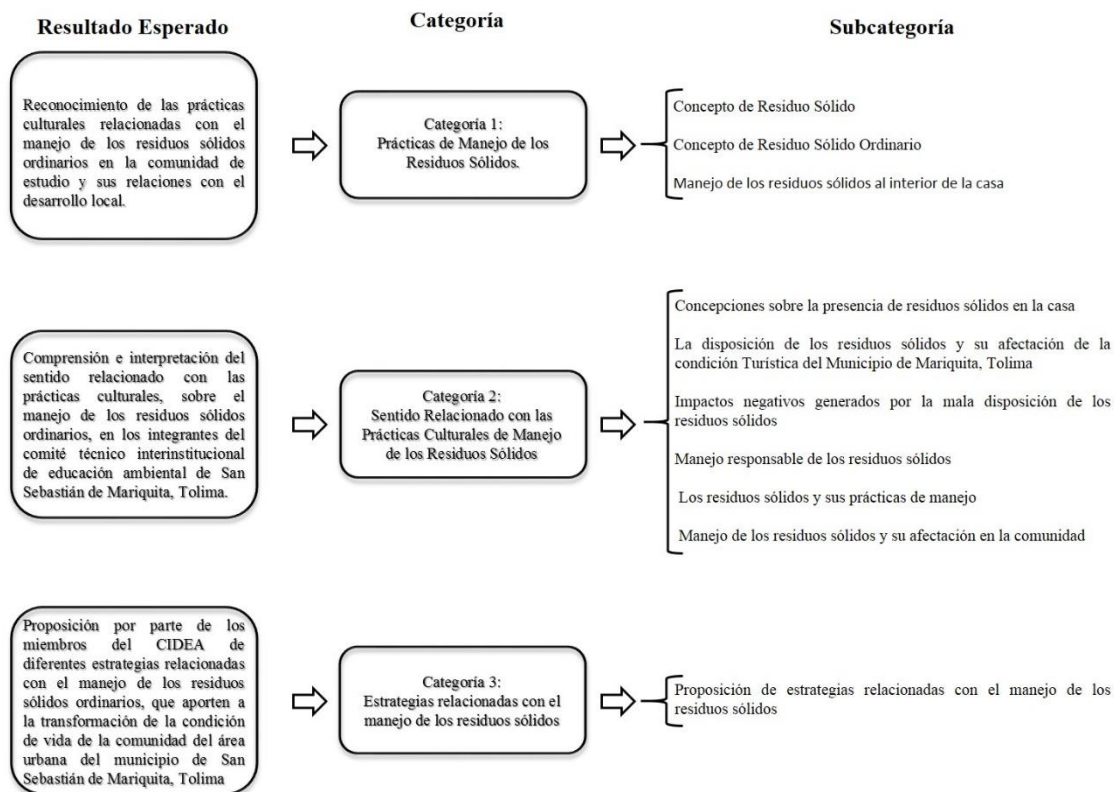 Resultado Esperado
Categoría
Subcategoría
Reconocimiento de las prácticas
culturales relacionadas con el
manejo de los residuos sólidos
ordinarios en la comunidad de
estudio y sus relaciones con el
desarrollo local.
Categoría 1:
Prácticas de Manejo de los
Residuos Sólidos.
Concepto de Residuo Sólido
Concepto de Residuo Sólido Ordinario
Manejo de los residuos sólidos al interior de la casa
Comprensión e interpretación del
sentido relacionado con las
prácticas culturales, sobre el
manejo de los residuos sólidos
ordinarios, en los integrantes del
comité técnico interinstitucional
de educación ambiental de San
Sebastián de Mariquita, Tolima.
Categoría 2:
Sentido Relacionado con las
Prácticas Culturales de Manejo
de los Residuos Sólidos
Concepciones sobre la presencia de residuos sólidos en la casa
La disposición de los residuos sólidos y su afectación de la
condición Turística del Municipio de Mariquita, Tolima
Impactos negativos generados por la mala disposición de los
residuos sólidos
Manejo responsable de los residuos sólidos
Los residuos sólidos y sus prácticas de manejo
Manejo de los residuos sólidos y su afectación en la comunidad
Proposición por parte de los
miembros del CIDEA de
diferentes estrategias relacionadas
con el manejo de los residuos
sólidos ordinarios, que aporten a
la transformación de la condición
de vida de la comunidad del área
urbana del municipio de San
Sebastián de Mariquita, Tolima
Categoría 3:
Estrategias relacionadas con el
manejo de los residuos sólidos
Proposición de estrategias relacionadas con el manejo de los
residuos sólidos